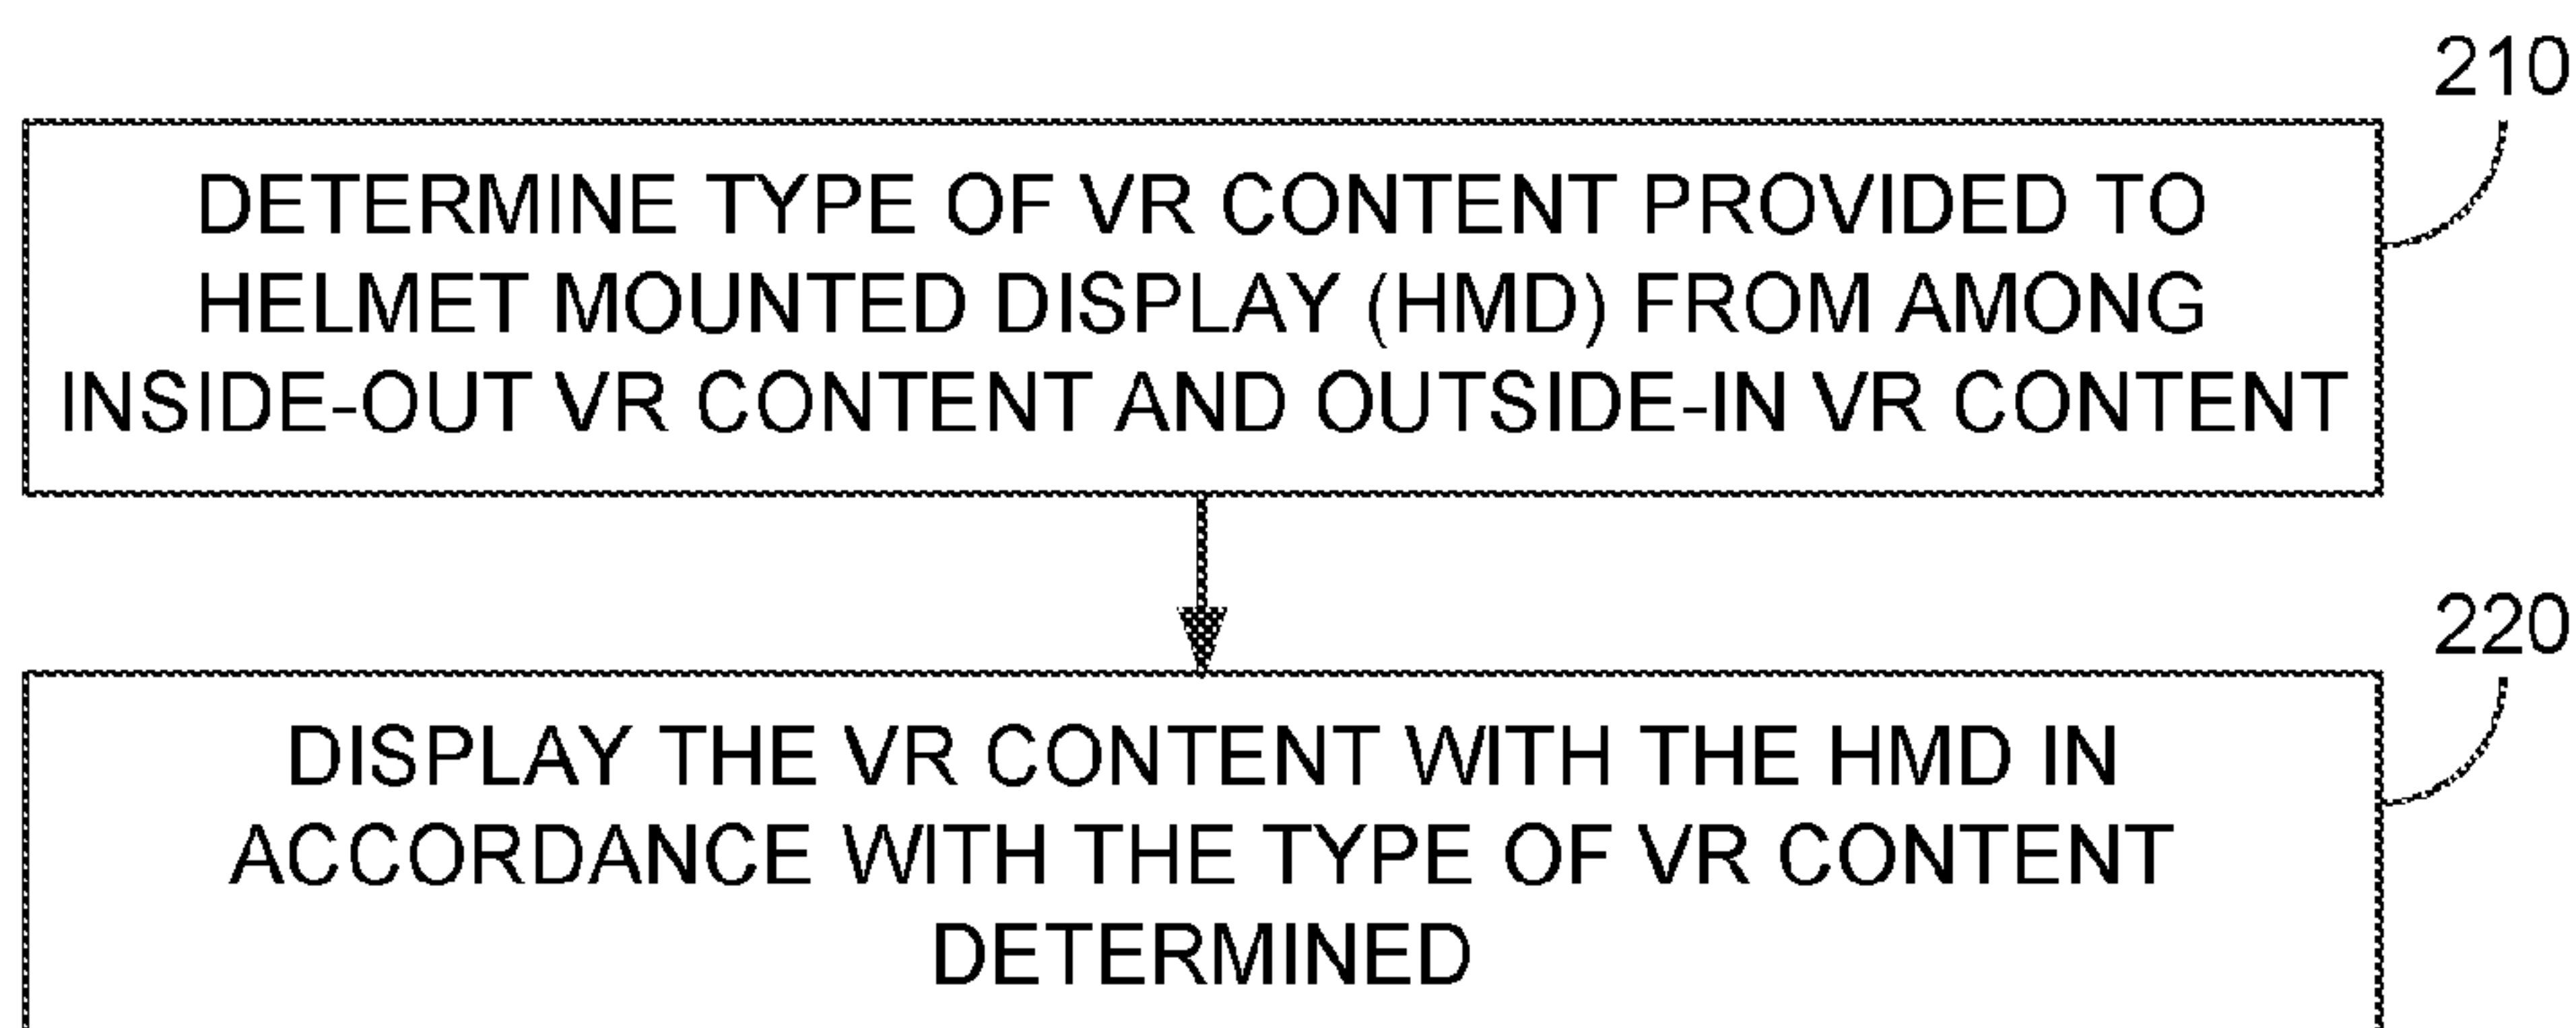 210
DETERMINE TYPE OF VR CONTENT PROVIDED TO
HELMET MOUNTED DISPLAY (HMD) FROM AMONG
INSIDE-OUT VR CONTENT AND OUTSIDE-IN VR CONTENT
220
DISPLAY THE VR CONTENT WITH THE HMD IN
ACCORDANCE WITH THE TYPE OF VR CONTENT
DETERMINED